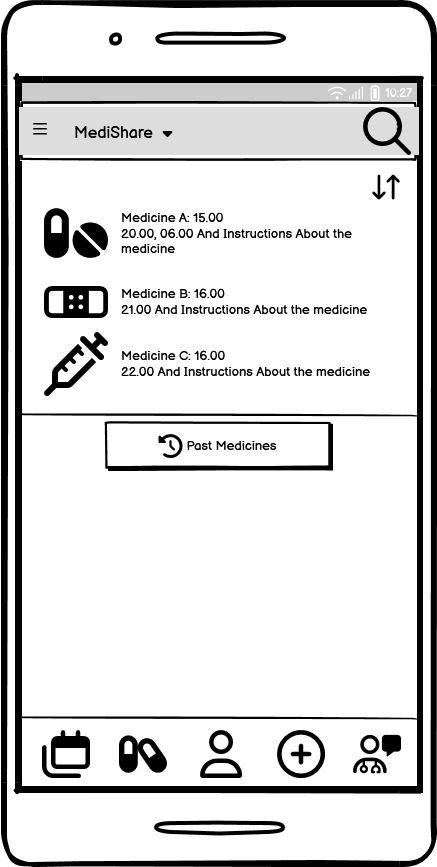 10:27
MediShare
Medicine A: 15.00
20.00, 06.00 And Instructions About the
medicine
Medicine B: 16.00
21.00 And Instructions About the medicine
Medicine C: 16.00
22.00 And Instructions About the medicine
Past Medicines